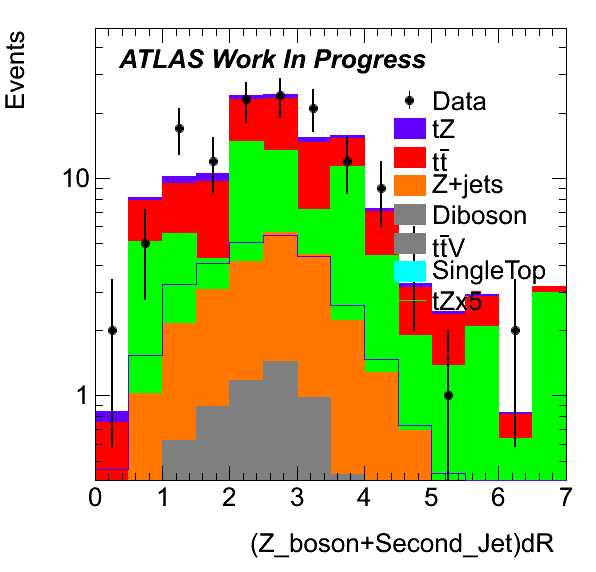 Events
ATLAS Work In Progress
Data
tZ
tt̄
Z+jets
Diboson
tt̄V
SingleTop
tZx5
10
1
0 1 2 3 4 5 6 7
(Z_boson+Second_Jet)dR